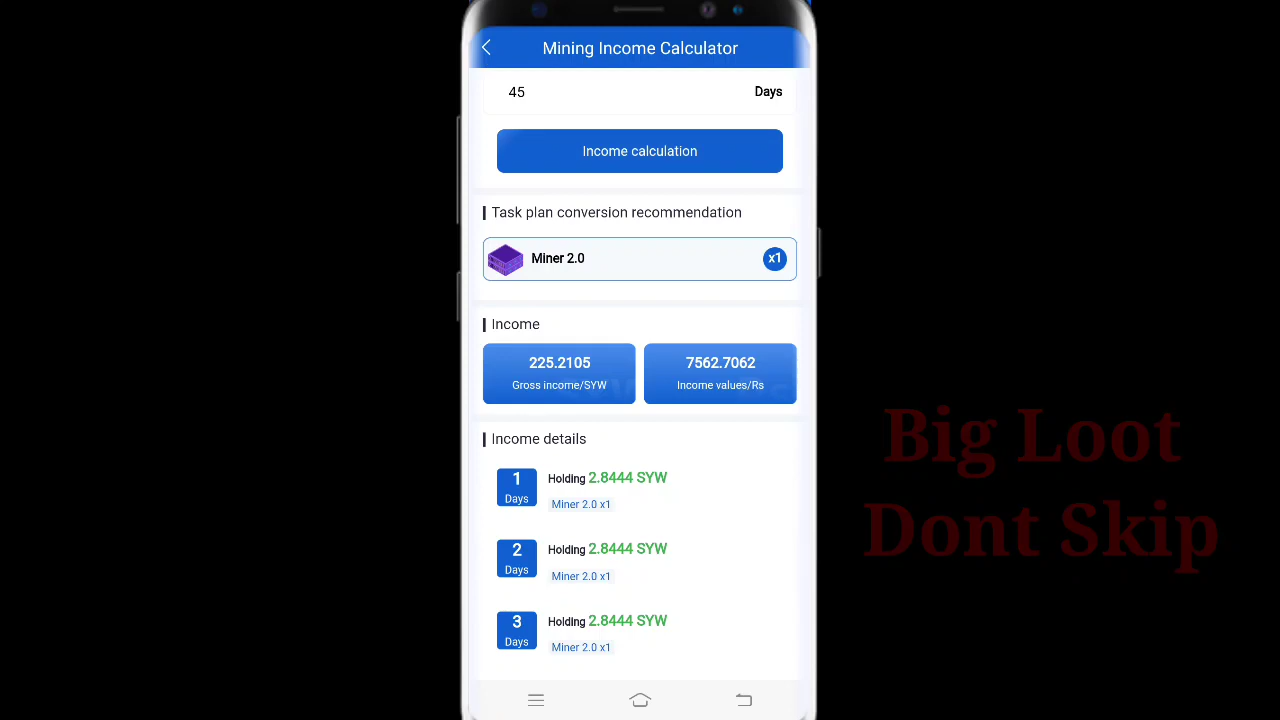 Mining Income Calculator
45 Days
Income calculation
Task plan conversion recommendation
Miner 2.0 x1
Income
225.2105 7562.7062
Gross income/SYW Income values/Rs
Income details
1 Days Holding 2.8444 SYW
Miner 2.0 x1
2 Days Holding 2.8444 SYW
Miner 2.0 x1
3 Days Holding 2.8444 SYW
Miner 2.0 x1
Big Loot
Dont Skip